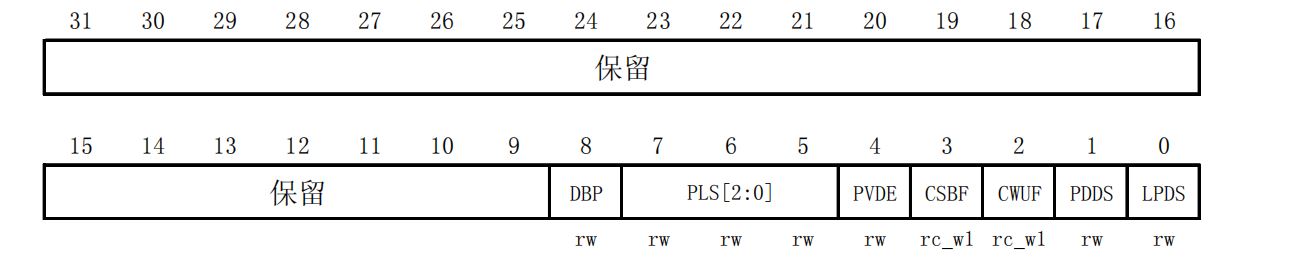 31 30 29 28 27 26 25 24 23 22 21 20 19 18 17 16
保留
15 14 13 12 11 10 9 8 7 6 5 4 3 2 1 0
保留 DBP PLS[2:0] PVDE CSBF CWUF PDDS LPDS
rw rw rw rw rw rc_w1 rc_w1 rw rw